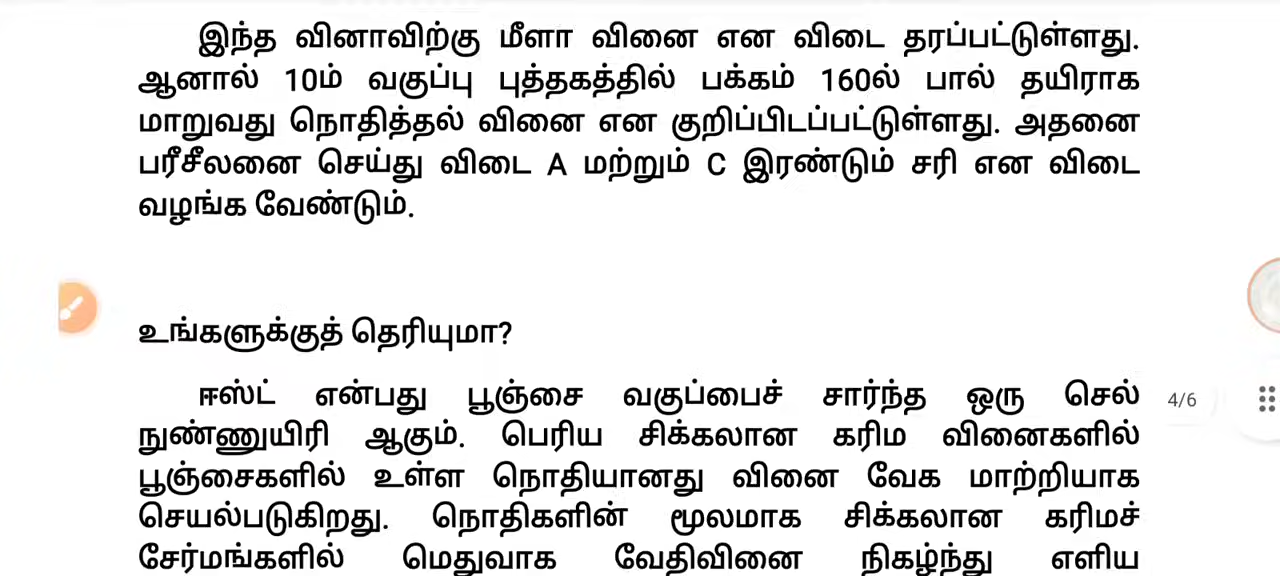 இந்த வினாவிற்கு மீளா வினை என விடை தரப்பட்டுள்ளது.
ஆனால் 10ம் வகுப்பு புத்தகத்தில் பக்கம் 160ல் பால் தயிராக
மாறுவது நொதித்தல் வினை என குறிப்பிடப்பட்டுள்ளது. அதனை
பரீசீலனை செய்து விடை A மற்றும் C இரண்டும் சரி என விடை
வழங்க வேண்டும்.
உங்களுக்குத் தெரியுமா?
ஈஸ்ட் என்பது பூஞ்சை வகுப்பைச் சார்ந்த ஒரு செல்
4/6
நுண்ணுயிரி ஆகும். பெரிய சிக்கலான கரிம வினைகளில்
பூஞ்சைகளில் உள்ள நொதியானது வினை வேக மாற்றியாக
செயல்படுகிறது. நொதிகளின் மூலமாக சிக்கலான கரிமச்
சேர்மங்களில் மெதுவாக வேதிவினை நிகழ்ந்து எளிய